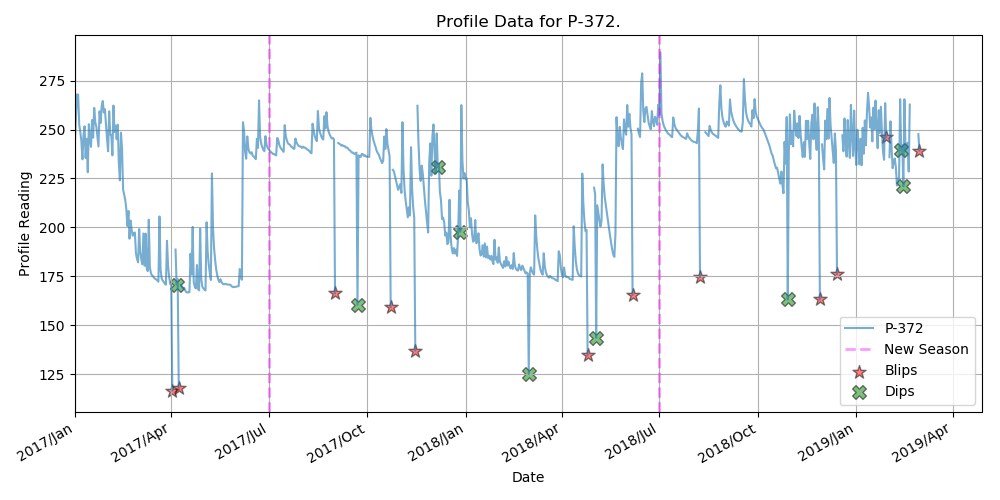 Profile Data for P-372.
Profile Reading
275
250
225
200
175
150
125
2017/Jan
2017/Apr
2017/Jul
2017/Oct
2018/Jan
2018/Apr
2018/Jul
2018/Oct
2019/Jan
2019/Apr
Date
P-372
New Season
Blips
Dips